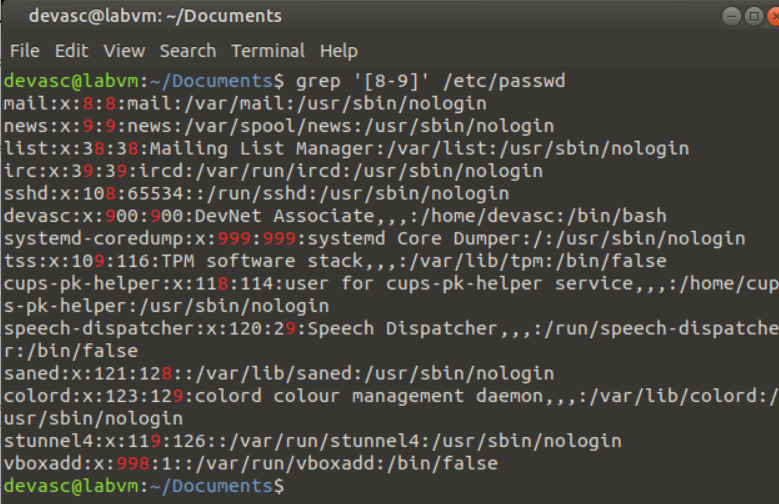 devasc@labvm: ~/Documents
File Edit View Search Terminal Help
devasc@labvm:~/Documents$ grep '[8-9]' /etc/passwd
mail:x:8:8:mail:/var/mail:/usr/sbin/nologin
news:x:9:9:news:/var/spool/news:/usr/sbin/nologin
list:x:38:38:Mailing List Manager:/var/list:/usr/sbin/nologin
irc:x:39:39:ircd:/var/run/ircd:/usr/sbin/nologin
sshd:x:108:65534::/run/sshd:/usr/sbin/nologin
devasc:x:900:900:DevNet Associate,,,:/home/devasc:/bin/bash
systemd-coredump:x:999:999:systemd Core Dumper:/:/usr/sbin/nologin
tss:x:109:116:TPM software stack,,,:/var/lib/tpm:/bin/false
cups-pk-helper:x:118:114:user for cups-pk-helper service,,,:/home/cup
s-pk-helper:/usr/sbin/nologin
speech-dispatcher:x:120:29:Speech Dispatcher,,,:/run/speech-dispatche
r:/bin/false
saned:x:121:128::/var/lib/saned:/usr/sbin/nologin
colord:x:123:129:colord colour management daemon,,,:/var/lib/colord:/
usr/sbin/nologin
stunnel4:x:119:126::/var/run/stunnel4:/usr/sbin/nologin
vboxadd:x:998:1::/var/run/vboxadd:/bin/false
devasc@labvm:~/Documents$